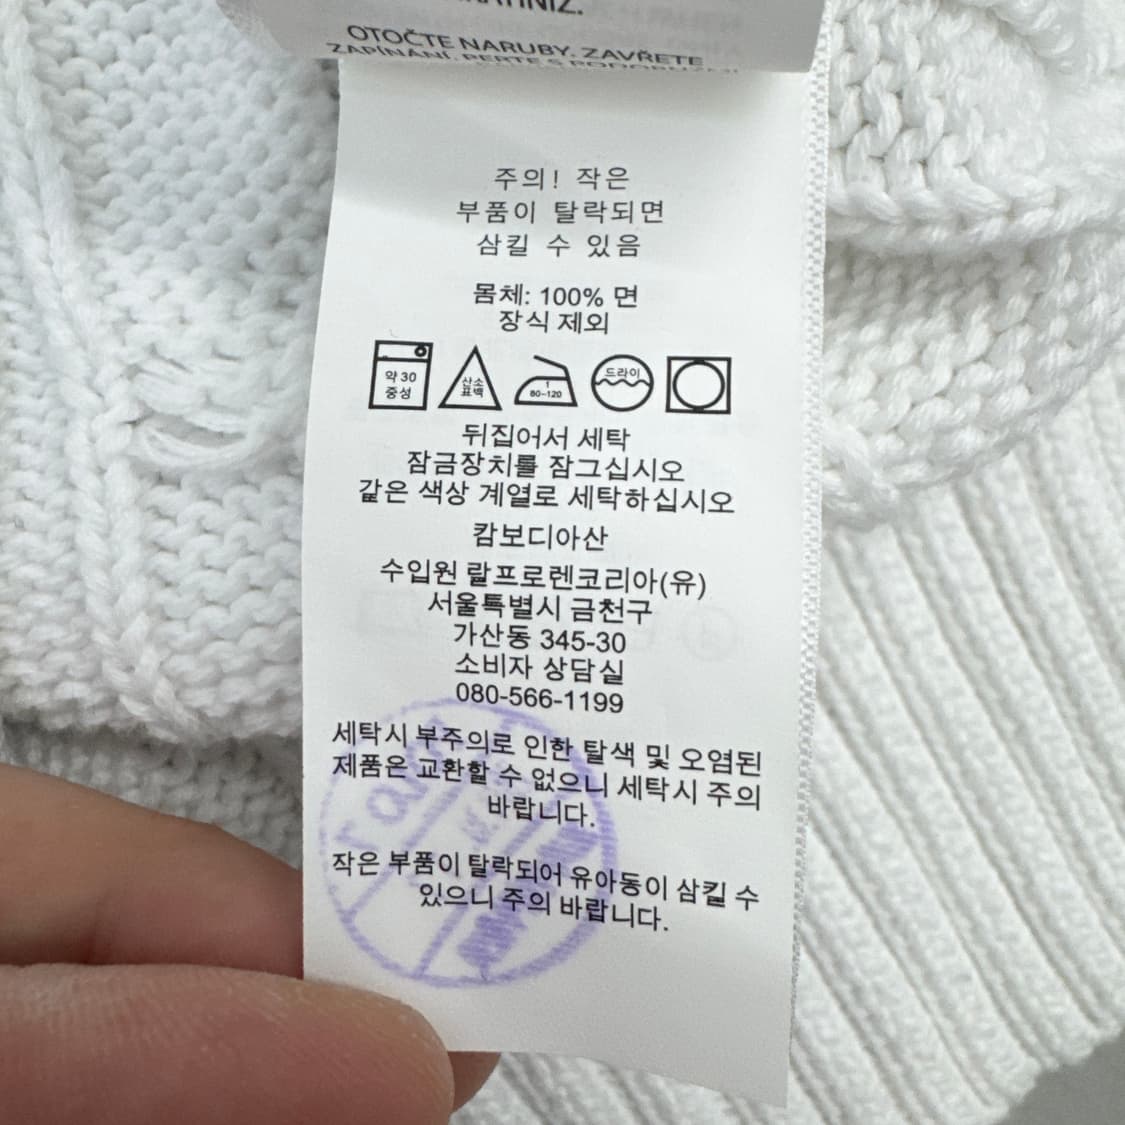 OTOČTE NARUBY. ZAVŘETE
ZAPÍNÁNÍ. PERTE S
주의! 작은
부품이 탈락되면
삼킬 수 있음
몸체: 100% 면
장식 제외
약 30
중성
산소
표백
1
80~120
드라이
뒤집어서 세탁
잠금장치를 잠그십시오
같은 색상 계열로 세탁하십시오
캄보디아산
수입원 랄프로렌코리아(유)
서울특별시 금천구
가산동 345-30
소비자 상담실
080-566-1199
세탁시 부주의로 인한 탈색 및 오염된
제품은 교환할 수 없으니 세탁시 주의
바랍니다.
작은 부품이 탈락되어 유아동이 삼킬 수
있으니 주의 바랍니다.